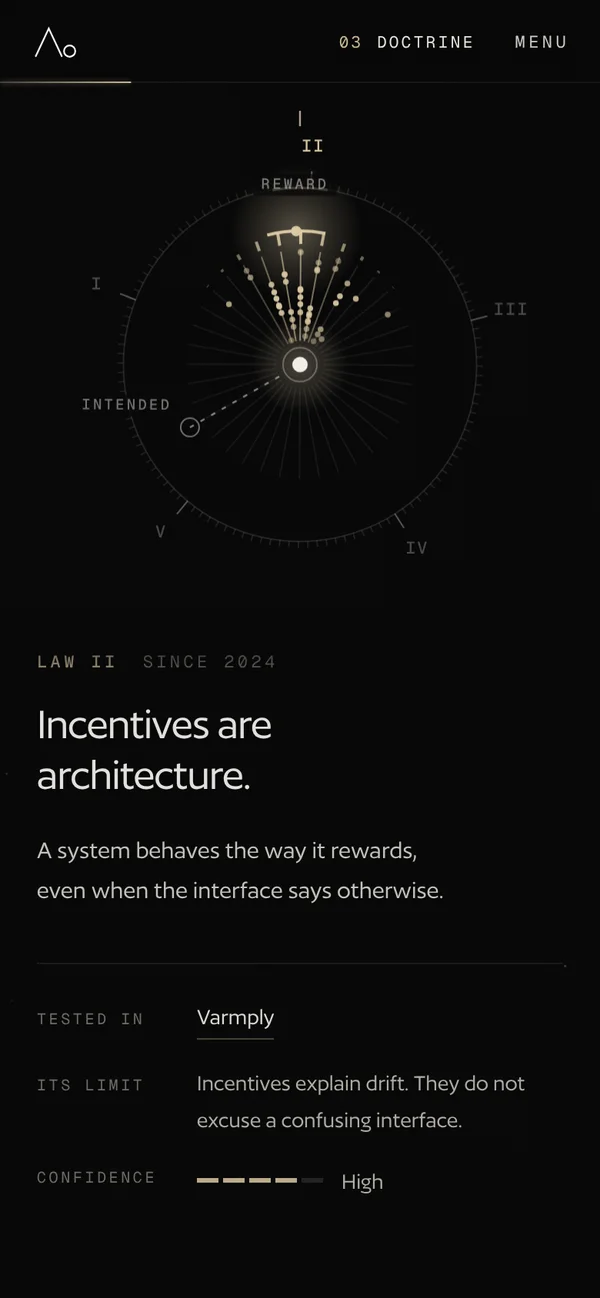 Ao
03 DOCTRINE
MENU
II
REWARD
I
III
INTENDED
V
IV
LAW II SINCE 2024
Incentives are
architecture.
A system behaves the way it rewards,
even when the interface says otherwise.
TESTED IN Varmply
ITS LIMIT Incentives explain drift. They do not
excuse a confusing interface.
CONFIDENCE High